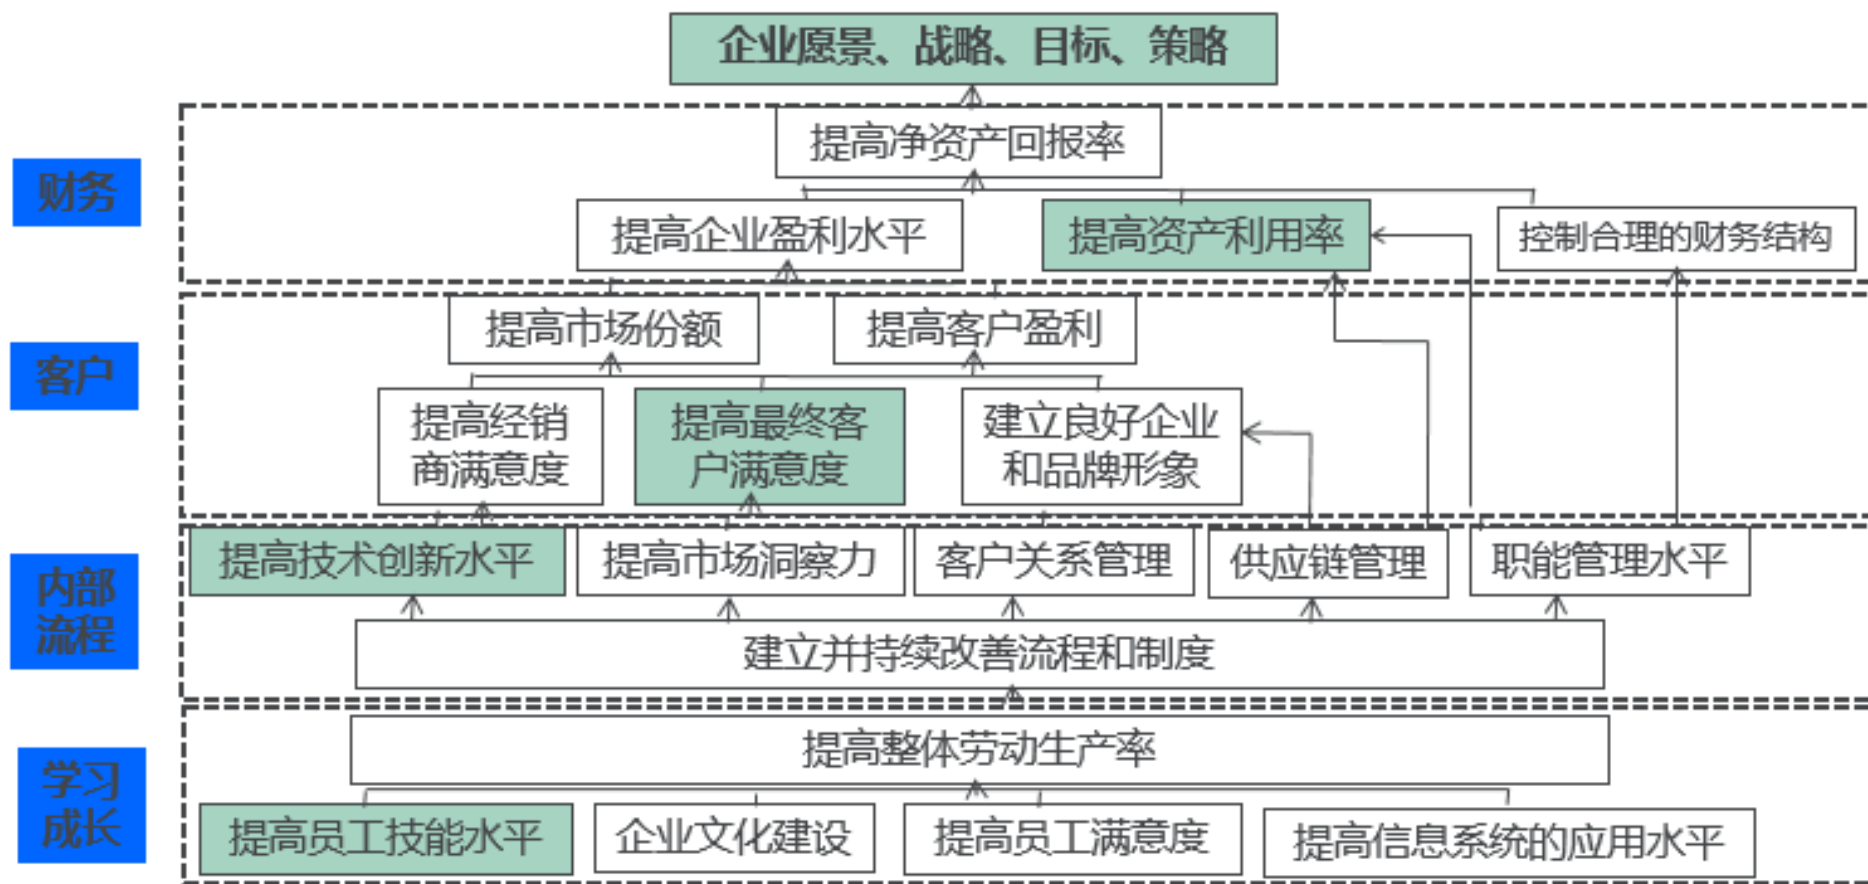 企业愿景、战略、目标、策略
财务
提高净资产回报率
提高企业盈利水平
提高资产利用率
控制合理的财务结构
客户
提高市场份额
提高客户盈利
提高经销
商满意度
提高最终客
户满意度
建立良好企业
和品牌形象
内部
流程
提高技术创新水平
提高市场洞察力
客户关系管理
供应链管理
职能管理水平
建立并持续改善流程和制度
学习
成长
提高整体劳动生产率
提高员工技能水平
企业文化建设
提高员工满意度
提高信息系统的应用水平